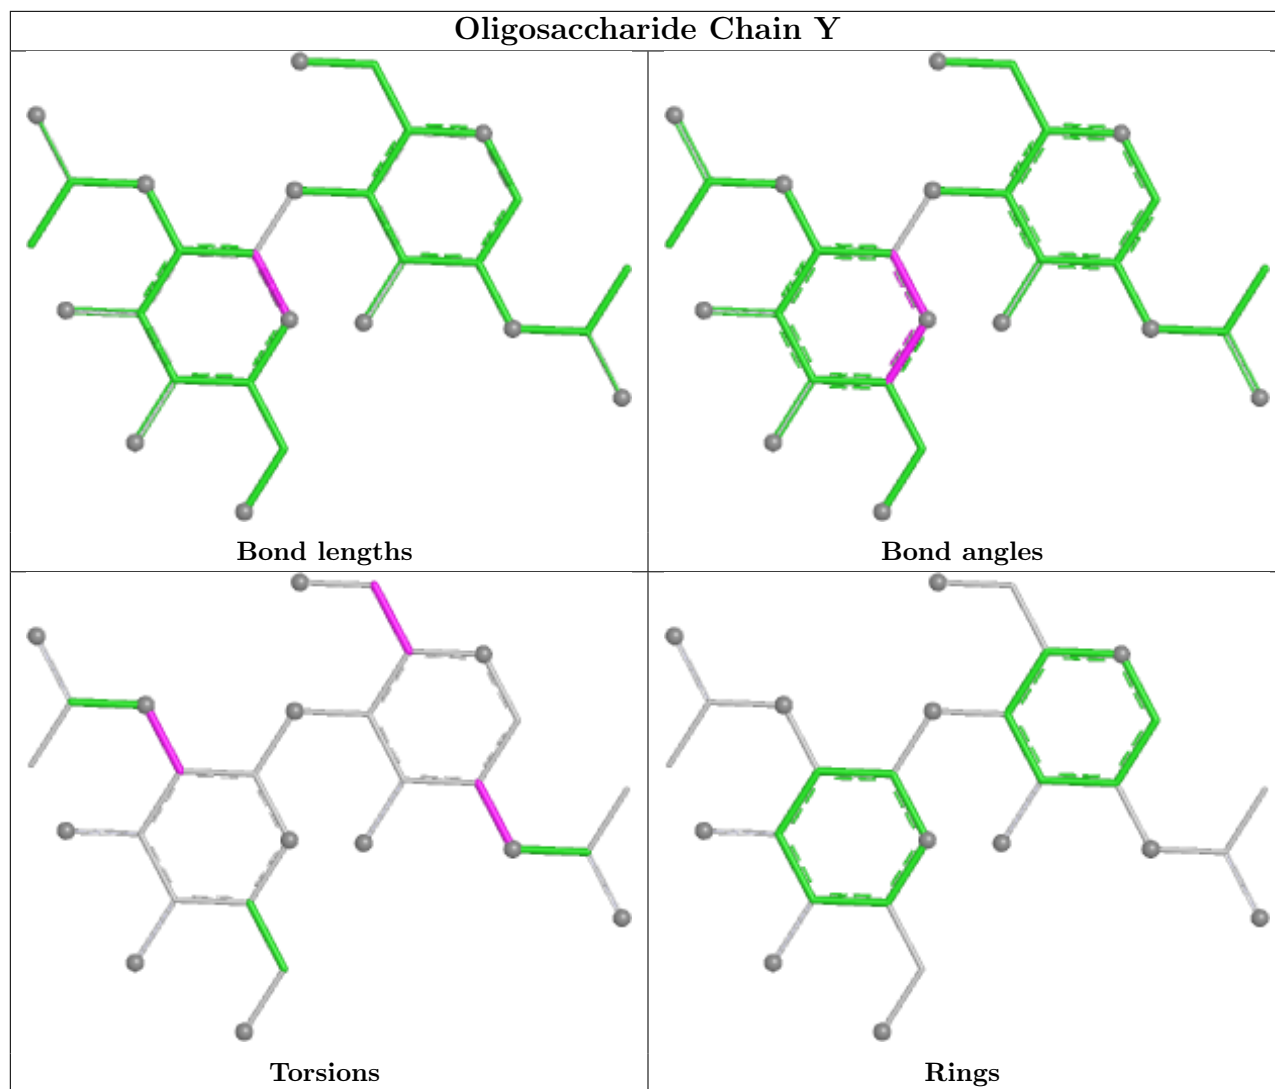 Oligosaccharide Chain Y
Bond lengths
Bond angles
Torsions
Rings